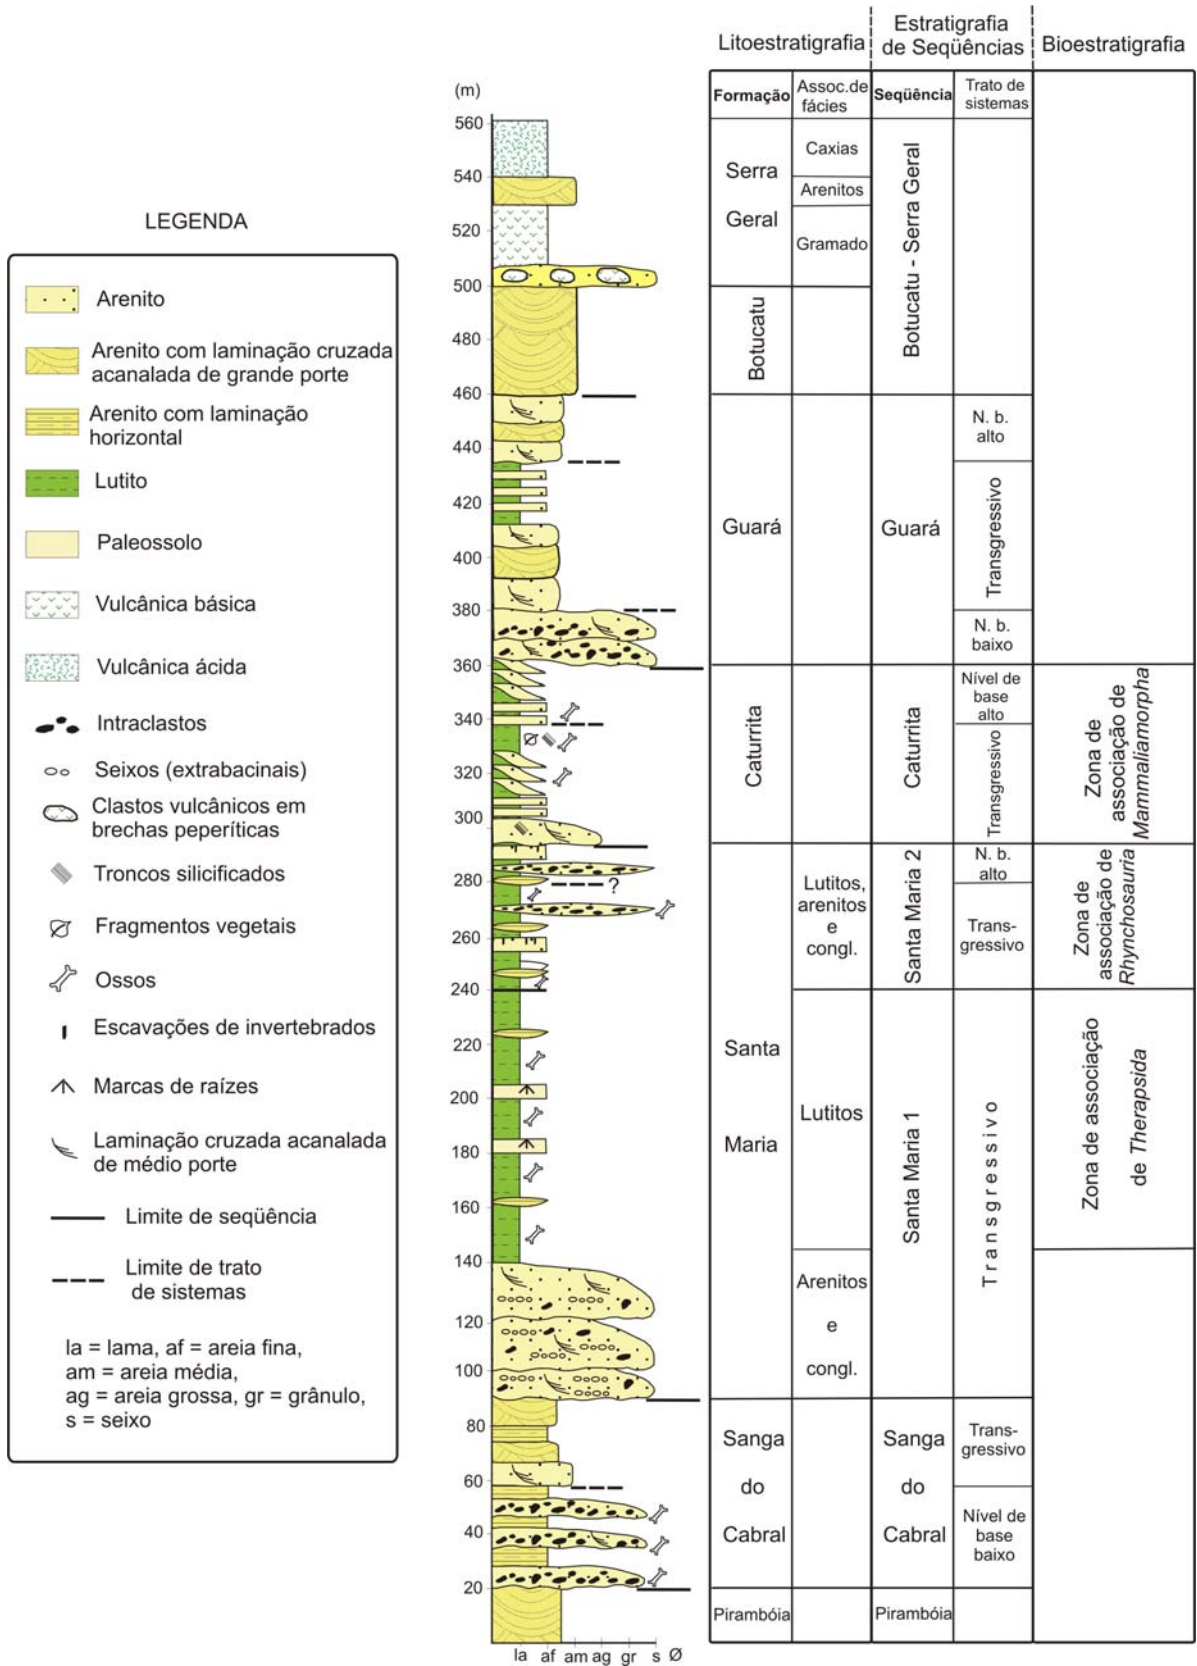 Litoestratigrafia
Estratigrafia
de Seqüências
Bioestratigrafia
Formação
Assoc.de
fácies
Seqüência
Trato de
sistemas
Serra
Geral
Caxias
Arenitos
Gramado
Botucatu - Serra Geral
Botucatu
Guará
Guará
N. b.
alto
Transgressivo
N. b.
baixo
Caturrita
Caturrita
Nível de
base
alto
Transgressivo
Zona de
associação de
Mammaliamorpha
Santa
Maria
Lutitos,
arenitos
e
congl.
Santa Maria 2
N. b.
alto
Trans-
gressivo
Zona de
associação de
Rhynchosauria
Lutitos
Santa Maria 1
Transgressivo
Zona de associação
de Therapsida
Arenitos
e
congl.
Sanga
do
Cabral
Sanga
do
Cabral
Trans-
gressivo
Nível de
base
baixo
Pirambóia
Pirambóia
(m)
560
540
520
500
480
460
440
420
400
380
360
340
320
300
280
?
260
240
220
200
180
160
140
120
100
80
60
40
20
la af am ag gr s Ø
LEGENDA
Arenito
Arenito com laminação cruzada
acanalada de grande porte
Arenito com laminação
horizontal
Lutito
Paleossolo
Vulcânica básica
Vulcânica ácida
Intraclastos
Seixos (extrabacinais)
Clastos vulcânicos em
brechas peperíticas
Troncos silicificados
Fragmentos vegetais
Ossos
Escavações de invertebrados
Marcas de raízes
Laminação cruzada acanalada
de médio porte
Limite de seqüência
Limite de trato
de sistemas
la = lama, af = areia fina,
am = areia média,
ag = areia grossa, gr = grânulo,
s = seixo